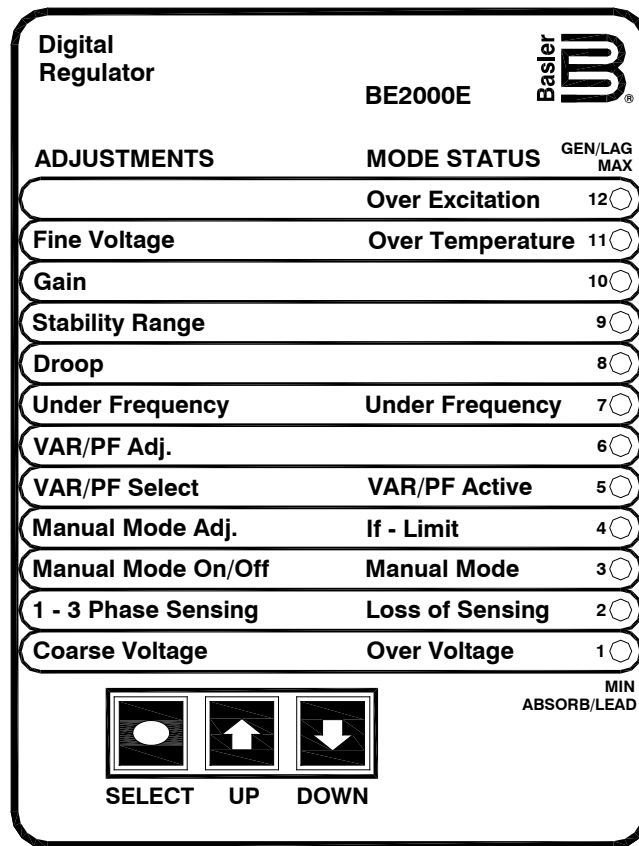 Digital
Regulator
BE2000E
Basler
B
®
ADJUSTMENTS MODE STATUS GEN/LAG
MAX
Over Excitation 12
Fine Voltage Over Temperature 11
Gain 10
Stability Range 9
Droop 8
Under Frequency Under Frequency 7
VAR/PF Adj. 6
VAR/PF Select VAR/PF Active 5
Manual Mode Adj. If - Limit 4
Manual Mode On/Off Manual Mode 3
1 - 3 Phase Sensing Loss of Sensing 2
Coarse Voltage Over Voltage 1
MIN
ABSORB/LEAD
SELECT UP DOWN